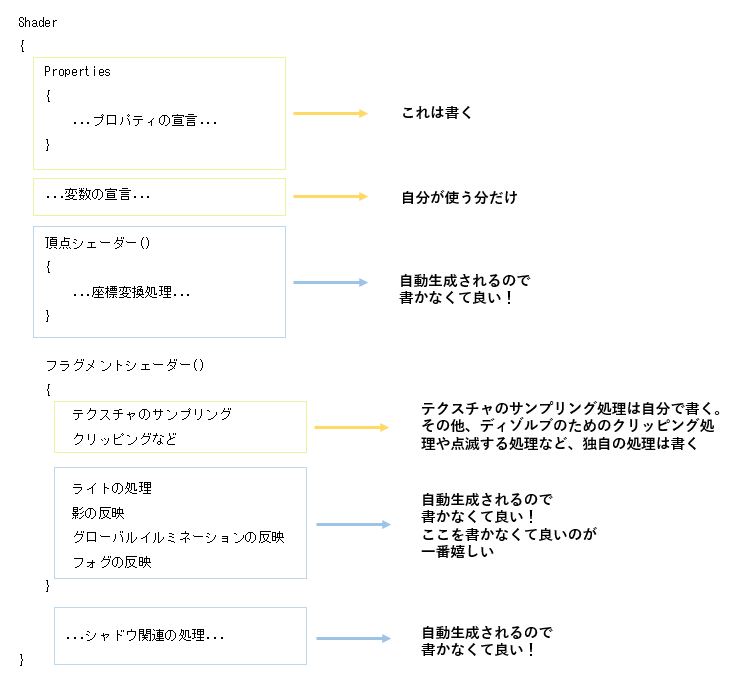 Shader
{
Properties
{
...プロパティの宣言...
}
これは書く
...変数の宣言...
自分が使う分だけ
頂点シェーダー()
{
...座標変換処理...
}
自動生成されるので
書かなくて良い！
フラグメントシェーダー()
{
テクスチャのサンプリング
クリッピングなど
テクスチャのサンプリング処理は自分で書く。
その他、ディゾルブのためのクリッピング処
理や点滅する処理など、独自の処理は書く
ライトの処理
影の反映
グローバルイルミネーションの反映
フォグの反映
自動生成されるので
書かなくて良い！
ここを書かなくて良いのが
一番嬉しい
}
...シャドウ関連の処理...
自動生成されるので
書かなくて良い！
}